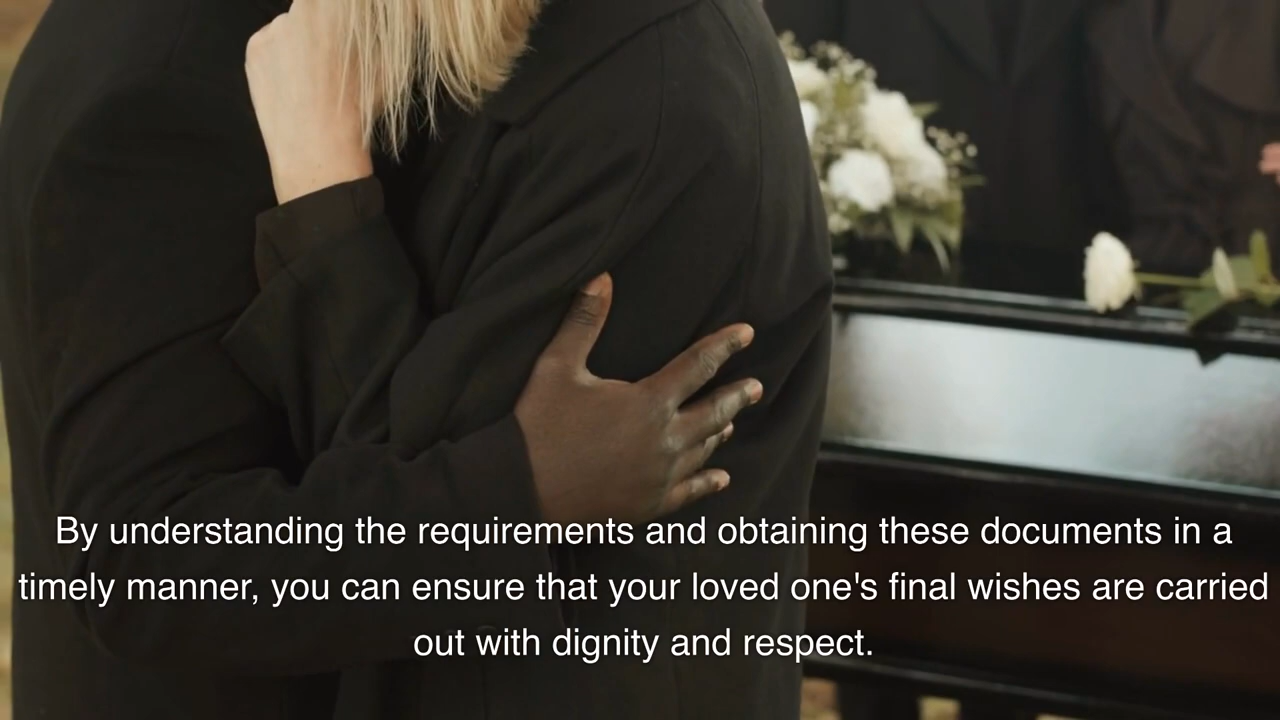 By understanding the requirements and obtaining these documents in a
timely manner, you can ensure that your loved one's final wishes are carried
out with dignity and respect.